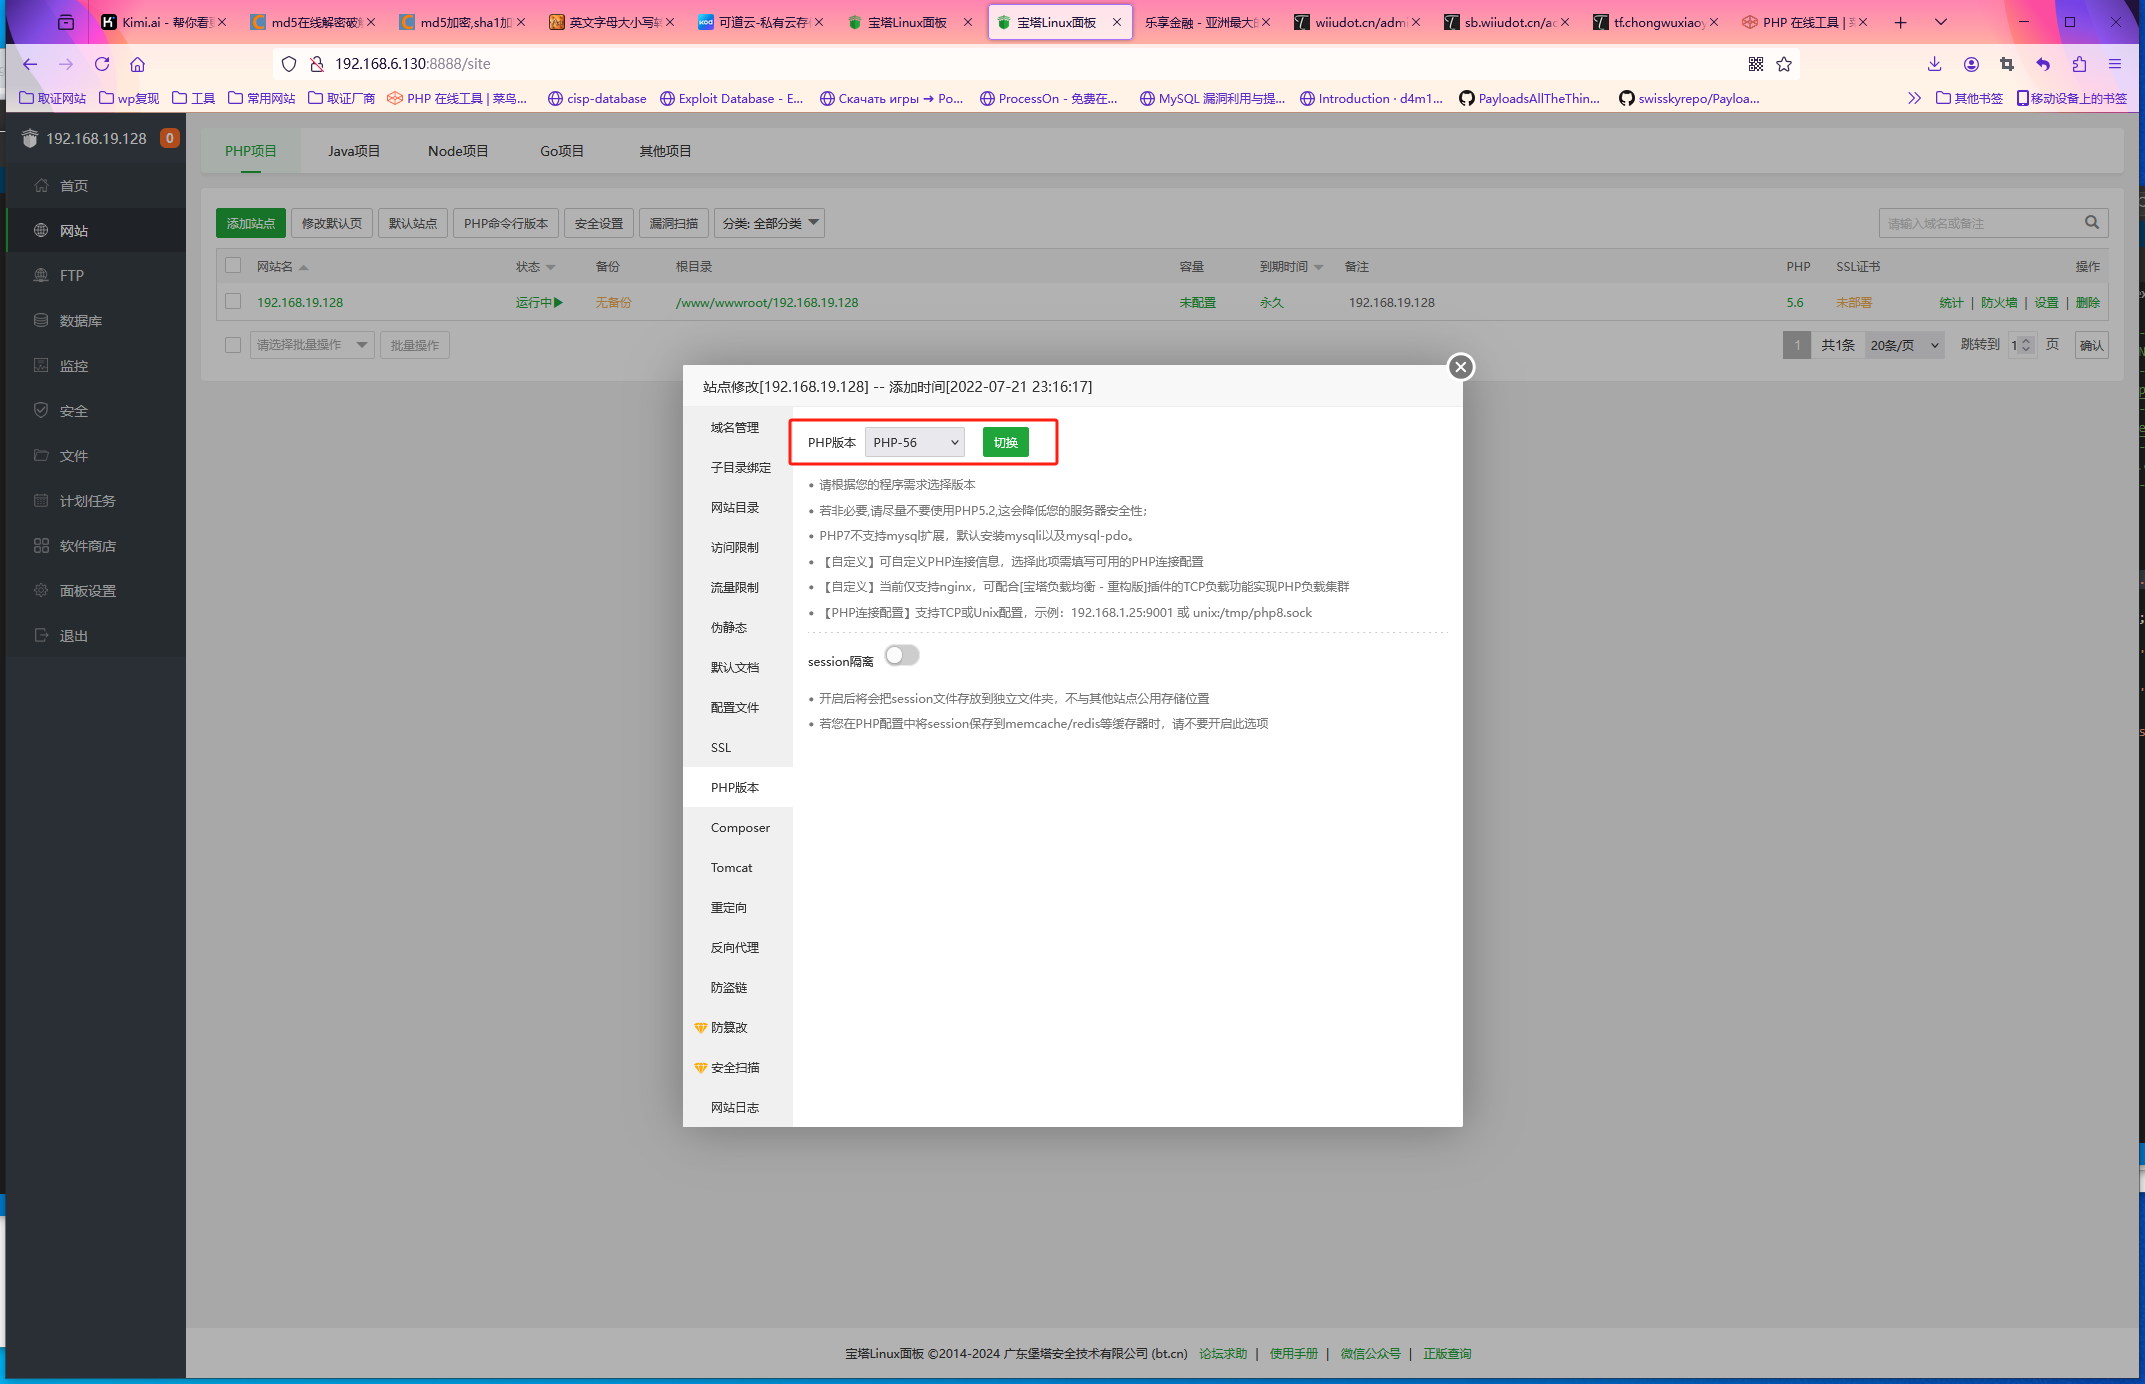 Kimi.ai - 帮你看更
md5在线解密破解
md5加密,sha1加
英文字母大小写转
可道云-私有云存储
宝塔Linux面板
宝塔Linux面板
乐享金融 - 亚洲最大的
wiiudot.cn/admi
sb.wiiudot.cn/ad
tf.chongwuxiaoy
PHP 在线工具 | 菜
192.168.6.130:8888/site
取证网站
wp复现
工具
常用网站
取证厂商
PHP 在线工具 | 菜鸟...
cisp-database
Exploit Database - E...
Скачать игры → Po...
ProcessOn - 免费在...
MySQL 漏洞利用与提...
Introduction · d4m1...
PayloadsAllTheThin...
swisskyrepo/Payloa...
其他书签
移动设备上的书签
192.168.19.128 0
首页
网站
FTP
数据库
监控
安全
文件
计划任务
软件商店
面板设置
退出
PHP项目 Java项目 Node项目 Go项目 其他项目
添加站点 修改默认页 默认站点 PHP命令行版本 安全设置 漏洞扫描 分类: 全部分类 请输入域名或备注
网站名 状态 备份 根目录 容量 到期时间 备注 PHP SSL证书 操作
192.168.19.128 运行中 无备份 /www/wwwroot/192.168.19.128 未配置 永久 192.168.19.128 5.6 未部署 统计 | 防火墙 | 设置 | 删除
请选择批量操作 批量操作 1 共1条 20条/页 跳转到 1 页 确认
站点修改[192.168.19.128] -- 添加时间[2022-07-21 23:16:17]
域名管理
子目录绑定
网站目录
访问限制
流量限制
伪静态
默认文档
配置文件
SSL
PHP版本
Composer
Tomcat
重定向
反向代理
防盗链
防篡改
安全扫描
网站日志
PHP版本 PHP-56 切换
• 请根据您的程序需求选择版本
• 若非必要,请尽量不要使用PHP5.2,这会降低您的服务器安全性;
• PHP7不支持mysql扩展，默认安装mysqli以及mysql-pdo。
• 【自定义】可自定义PHP连接信息，选择此项需填写可用的PHP连接配置
• 【自定义】当前仅支持nginx，可配合[宝塔负载均衡 - 重构版]插件的TCP负载功能实现PHP负载集群
• 【PHP连接配置】支持TCP或Unix配置，示例：192.168.1.25:9001 或 unix:/tmp/php8.sock
session隔离
• 开启后将会把session文件存放到独立文件夹，不与其他站点公用存储位置
• 若您在PHP配置中将session保存到memcache/redis等缓存器时，请不要开启此选项
宝塔Linux面板 ©2014-2024 广东堡塔安全技术有限公司 (bt.cn) 论坛求助 | 使用手册 | 微信公众号 | 正版查询